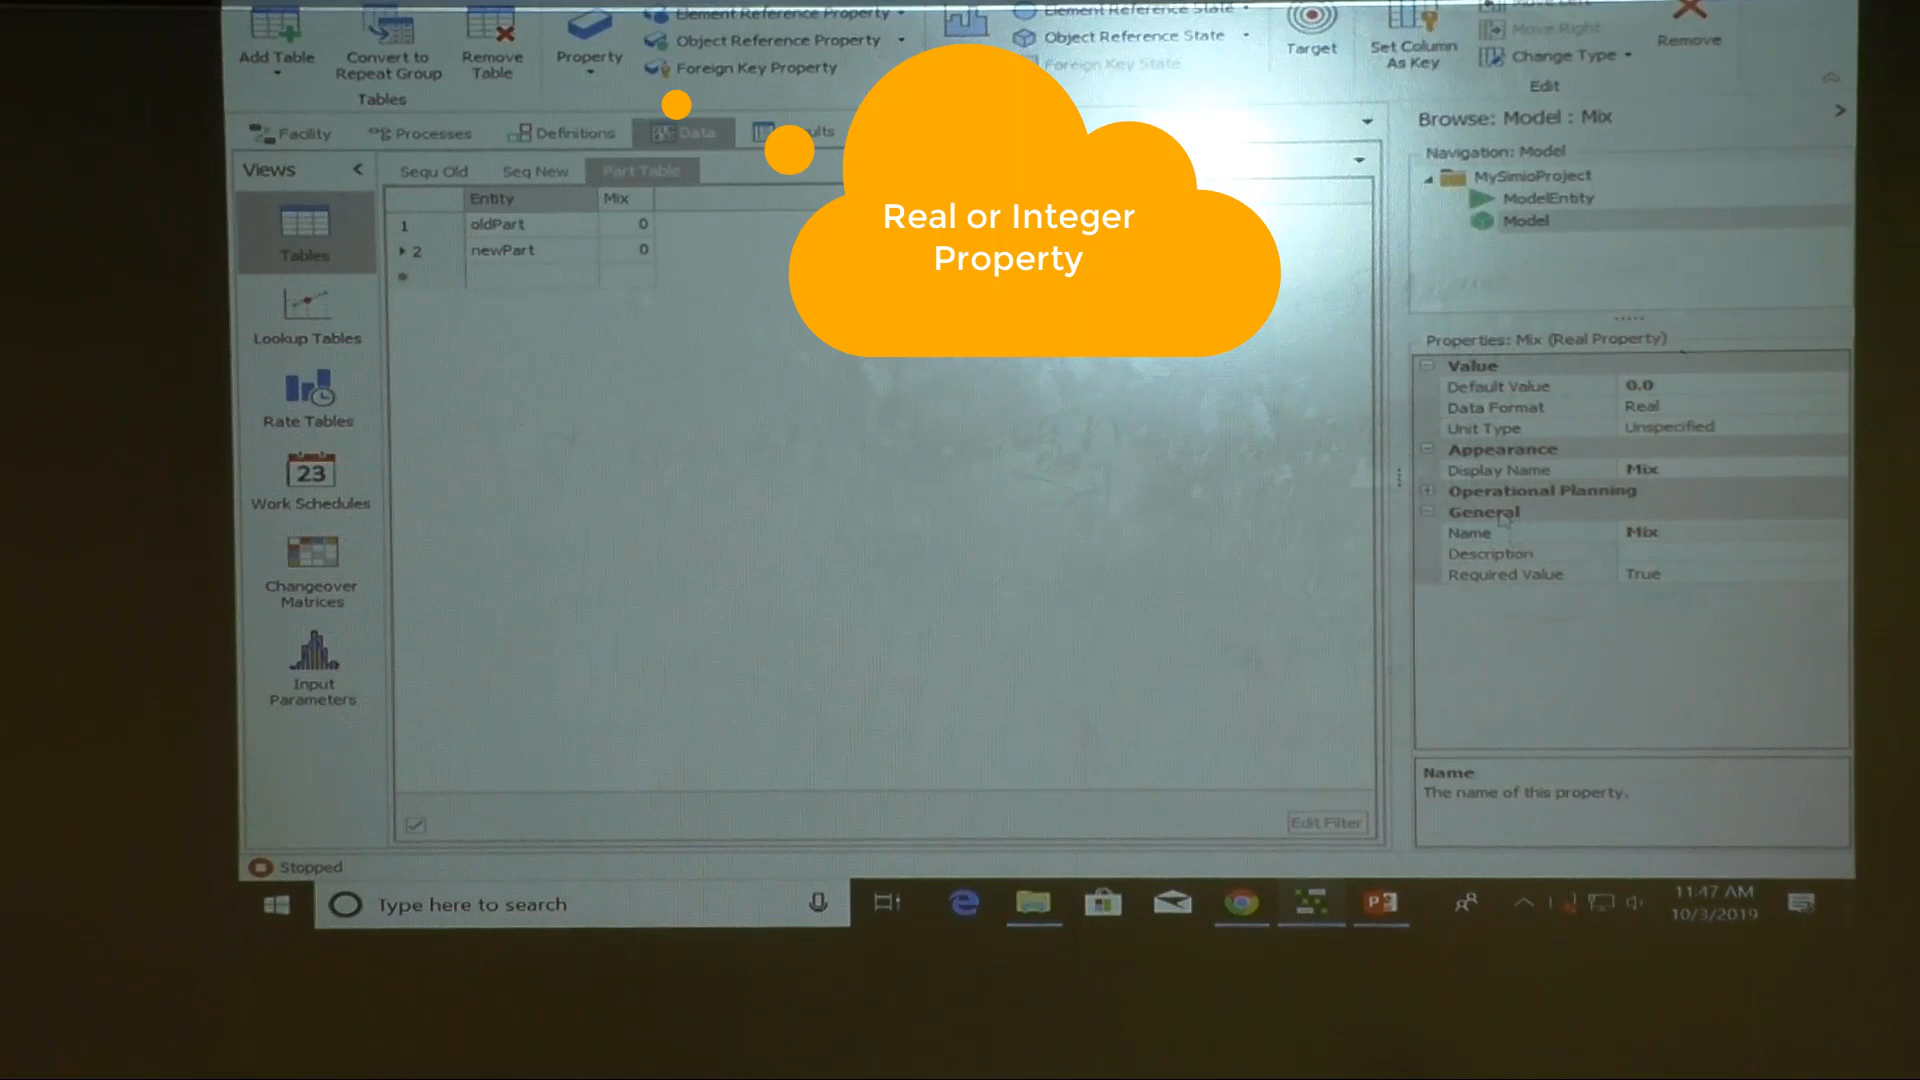 Element Reference Property
Element Reference State
Add Table
Convert to
Repeat Group
Remove
Table
Property
Object Reference Property
Foreign Key Property
Object Reference State
Foreign Key State
Target
Set Column
As Key
Move Right
Change Type
Remove
Tables
Edit
Facility
Processes
Definitions
Data
Browse: Model : Mix
Views
Sequ Old
Seq New
Part Table
Navigation: Model
MySimioProject
ModelEntity
Model
Entity
Mix
1
oldPart
0
2
newPart
0
Real or Integer
Property
Tables
Lookup Tables
Rate Tables
23
Work Schedules
Changeover
Matrices
Input
Parameters
Properties: Mix (Real Property)
Value
Default Value
0.0
Data Format
Real
Unit Type
Unspecified
Appearance
Display Name
Mix
Operational Planning
General
Name
Mix
Description
Required Value
True
Name
The name of this property.
Edit Filter
Stopped
Type here to search
11:47 AM
10/3/2019